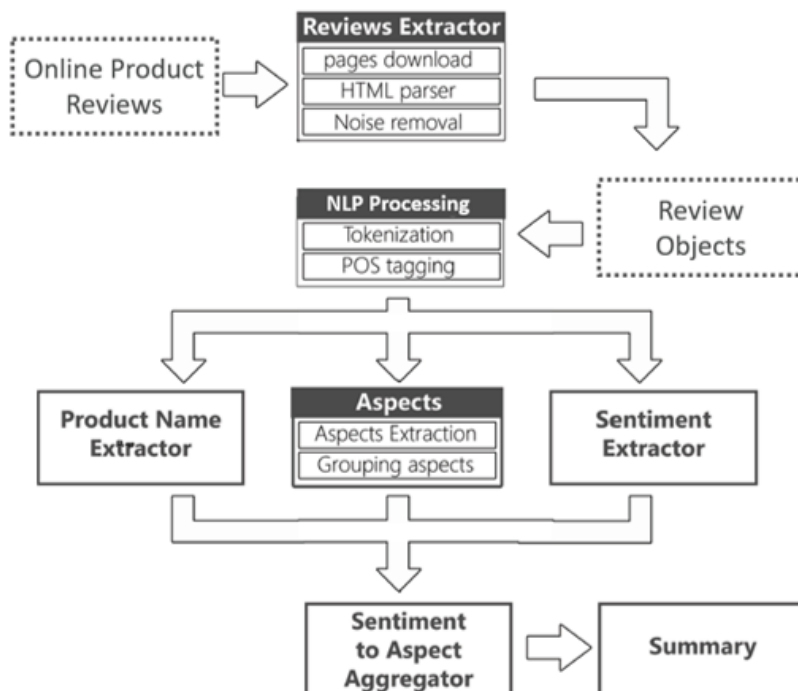 Reviews Extractor
Online Product
Reviews
pages download
HTML parser
Noise removal
NLP Processing
Tokenization
POS tagging
Review
Objects
Product Name
Extractor
Aspects
Aspects Extraction
Grouping aspects
Sentiment
Extractor
Sentiment
to Aspect
Aggregator
Summary